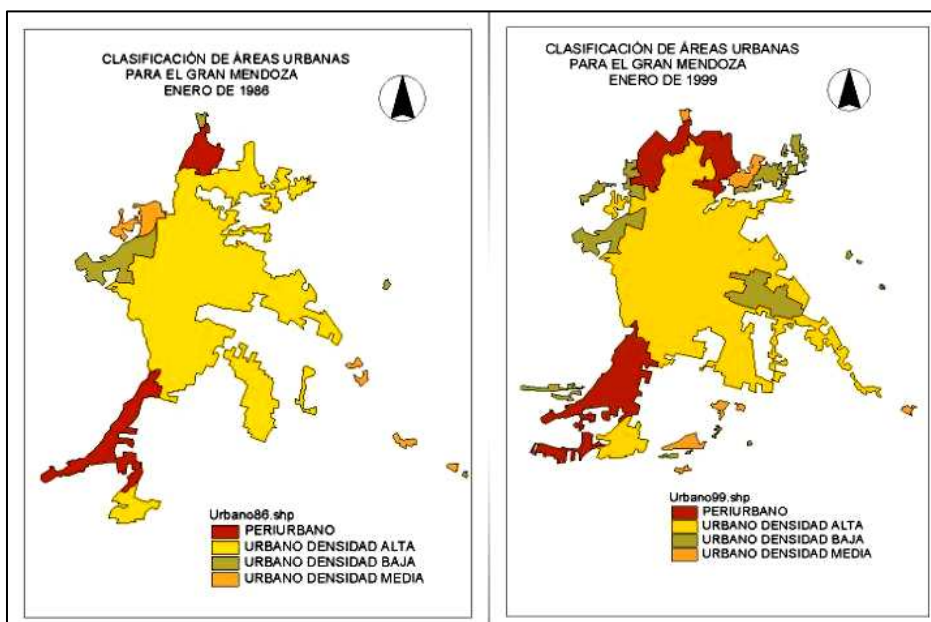 CLASIFICACIÓN DE ÁREAS URBANAS
PARA EL GRAN MENDOZA
ENERO DE 1986
Urbano86.shp
PERIURBANO
URBANO DENSIDAD ALTA
URBANO DENSIDAD BAJA
URBANO DENSIDAD MEDIA
CLASIFICACIÓN DE ÁREAS URBANAS
PARA EL GRAN MENDOZA
ENERO DE 1999
Urbano99.shp
PERIURBANO
URBANO DENSIDAD ALTA
URBANO DENSIDAD BAJA
URBANO DENSIDAD MEDIA